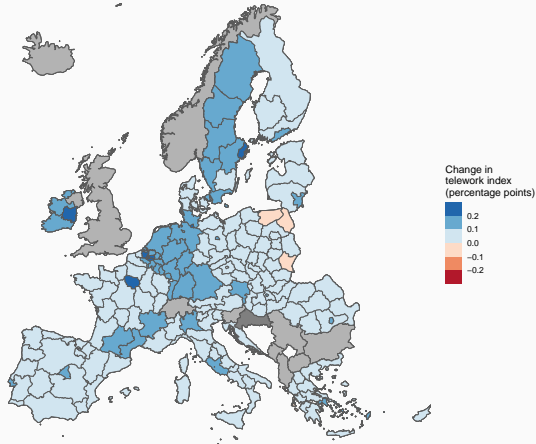 Change in
telework index
(percentage points)
0.2
0.1
0.0
−0.1
−0.2